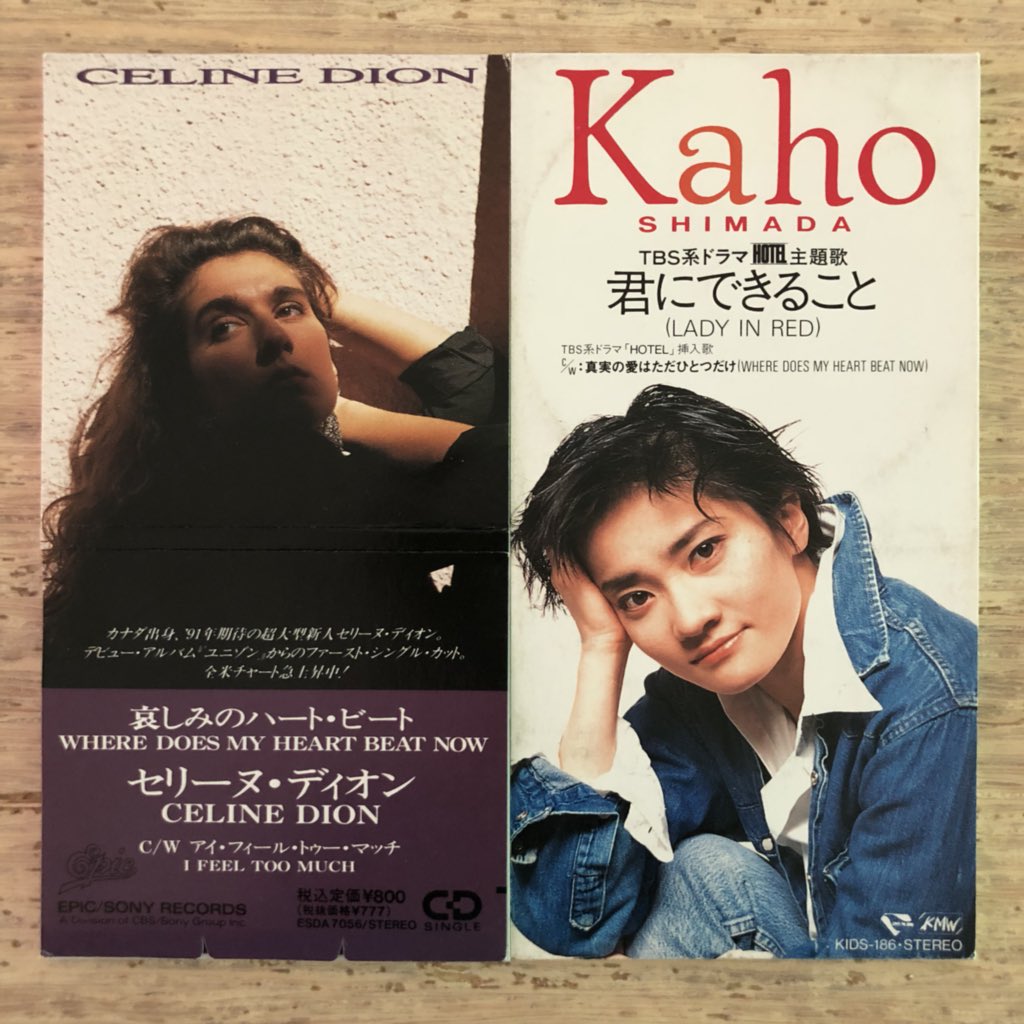 CELINE DION
カナダ出身、'91年期待の超大型新人セリーヌ・ディオン。
デビュー・アルバム『ユニゾン』からのファースト・シングル・カット。
全米チャート急上昇中!
哀しみのハート・ビート
WHERE DOES MY HEART BEAT NOW
セリーヌ・ディオン
CELINE DION
C/W アイ・フィール・トゥー・マッチ
I FEEL TOO MUCH
Epic
EPIC/SONY RECORDS
A Division of CBS/Sony Group Inc.
税込定価¥800
(税抜価格¥777)
ESDA 7056/STEREO
CD
SINGLE
Kaho
SHIMADA
TBS系ドラマ HOTEL 主題歌
君にできること
(LADY IN RED)
TBS系ドラマ「HOTEL」挿入歌
C/W:真実の愛はただひとつだけ(WHERE DOES MY HEART BEAT NOW)
KMW
KIDS-186・STEREO